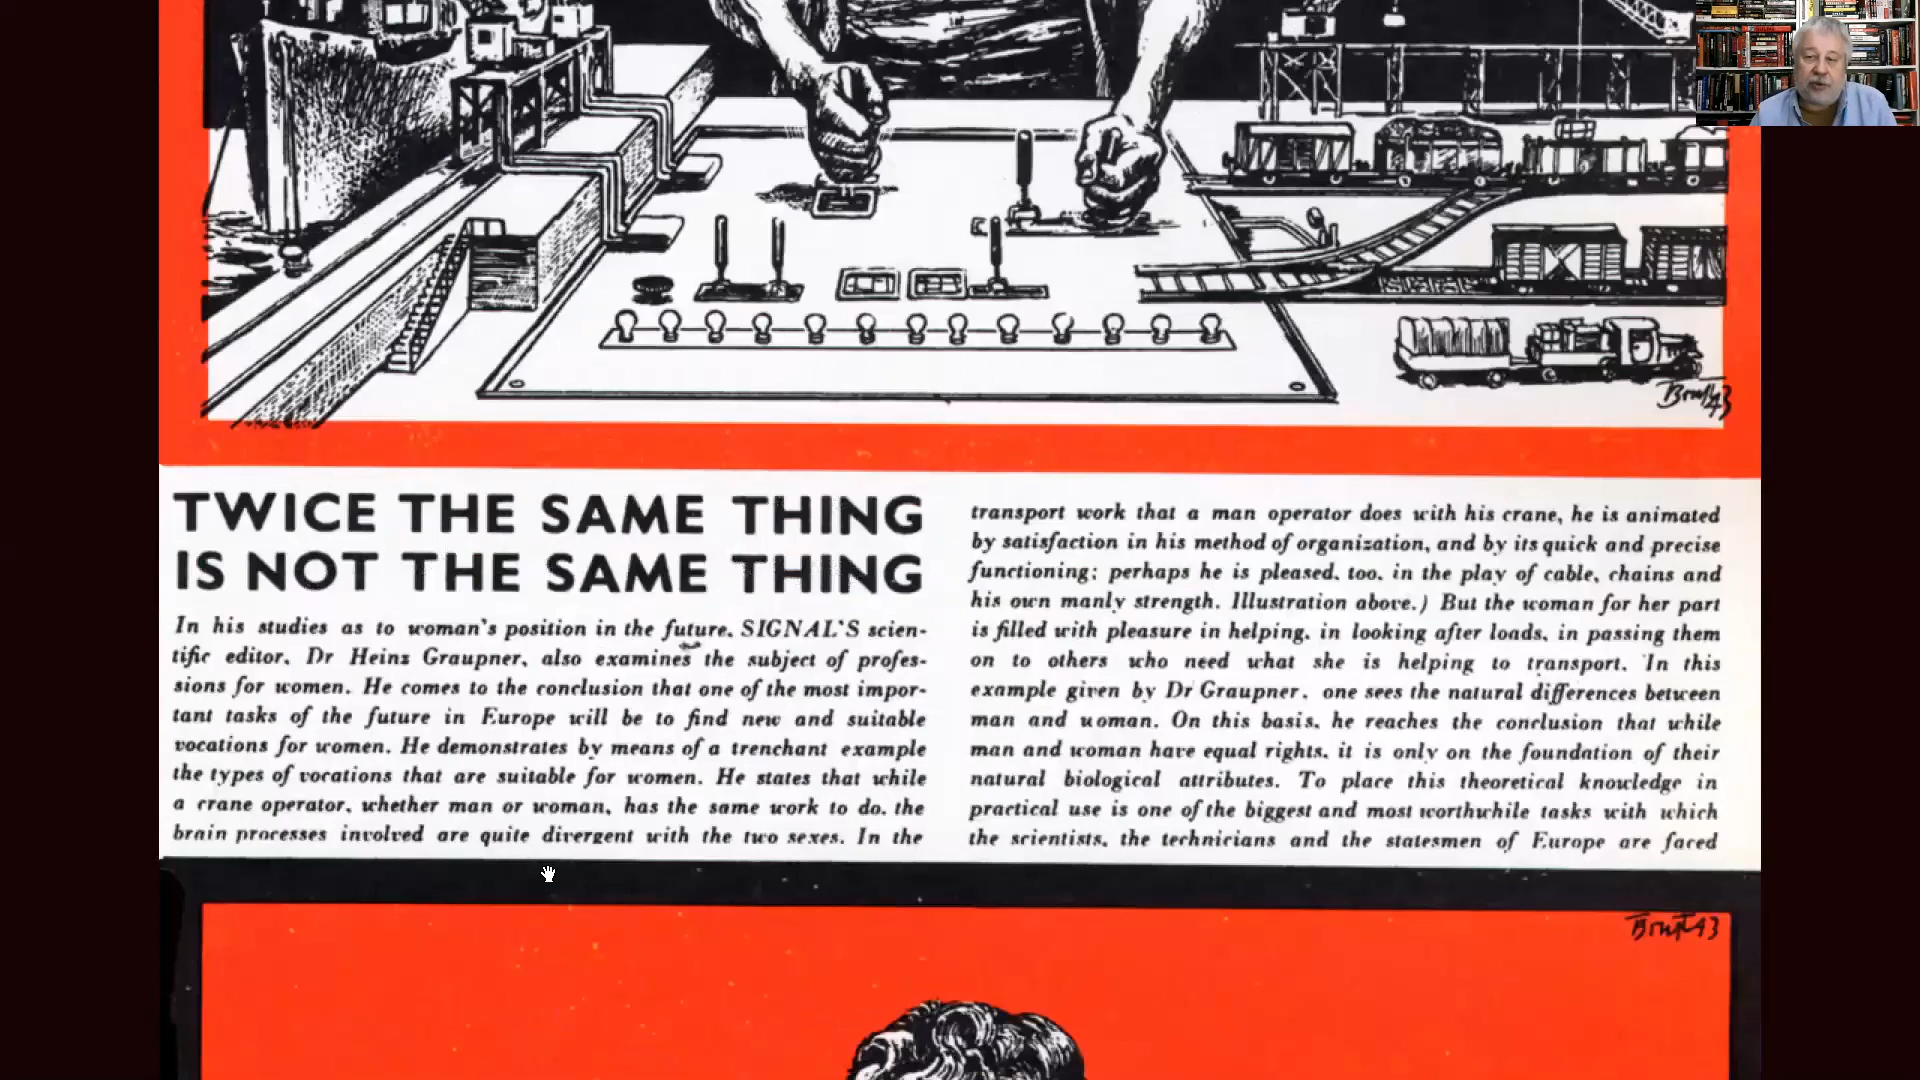 TWICE THE SAME THING
IS NOT THE SAME THING
In his studies as to woman's position in the future, SIGNAL'S scien-
tific editor, Dr Heinz Graupner, also examines the subject of profes-
sions for women. He comes to the conclusion that one of the most impor-
tant tasks of the future in Europe will be to find new and suitable
vocations for women. He demonstrates by means of a trenchant example
the types of vocations that are suitable for women. He states that while
a crane operator, whether man or woman, has the same work to do, the
brain processes involved are quite divergent with the two sexes. In the
transport work that a man operator does with his crane, he is animated
by satisfaction in his method of organization, and by its quick and precise
functioning; perhaps he is pleased, too, in the play of cable, chains and
his own manly strength. Illustration above.) But the woman for her part
is filled with pleasure in helping, in looking after loads, in passing them
on to others who need what she is helping to transport. In this
example given by Dr Graupner, one sees the natural differences between
man and woman. On this basis, he reaches the conclusion that while
man and woman have equal rights, it is only on the foundation of their
natural biological attributes. To place this theoretical knowledge in
practical use is one of the biggest and most worthwhile tasks with which
the scientists, the technicians and the statesmen of Europe are faced